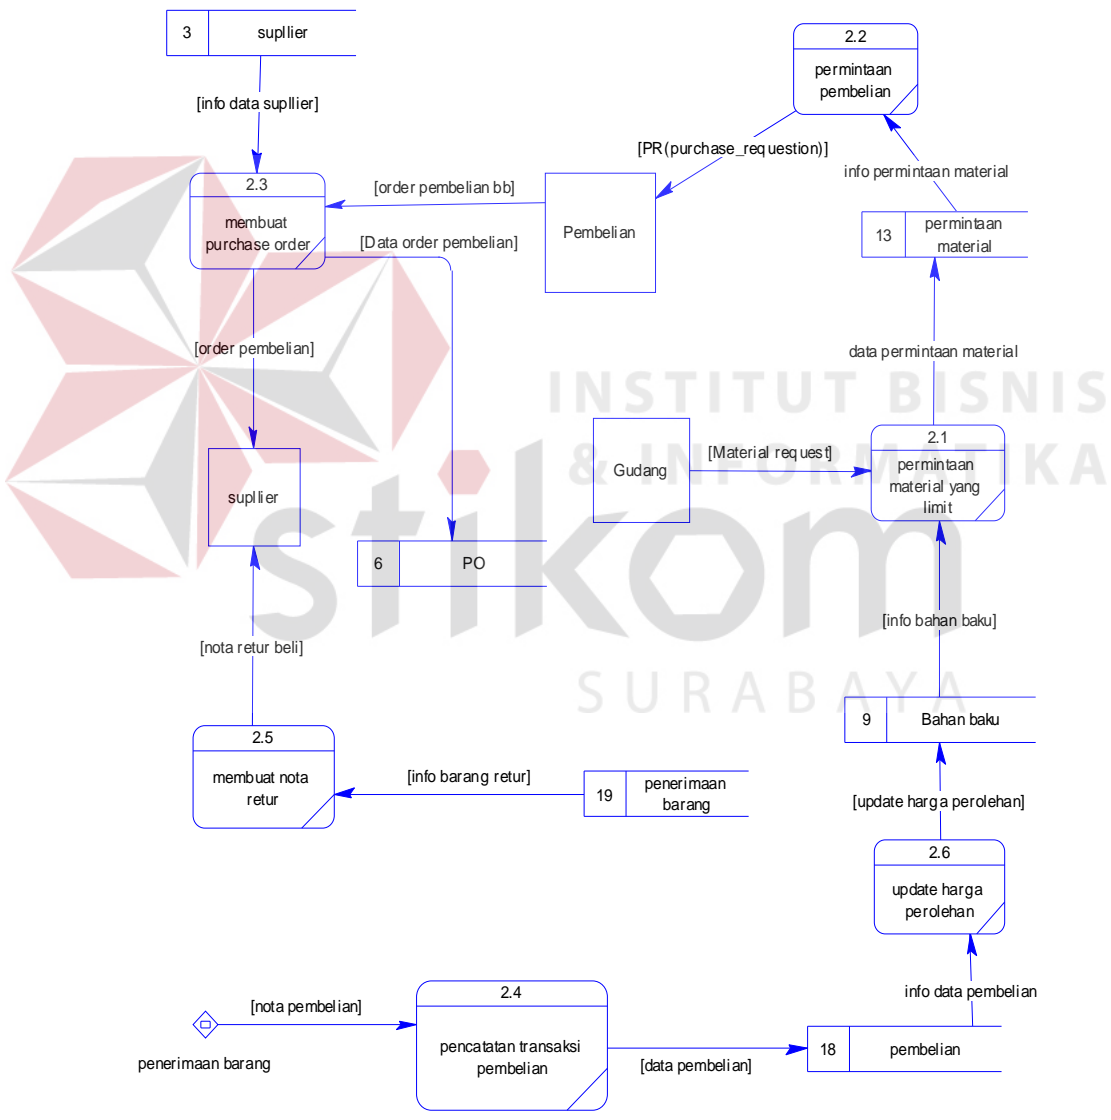 3
supllier
2.2
permintaan
pembelian
[info data supllier]
[PR(purchase_requestion)]
info permintaan material
2.3
membuat
purchase order
[order pembelian bb]
Pembelian
13
permintaan
material
[Data order pembelian]
[order pembelian]
data permintaan material
INSTITUT BISNIS
& INFORMATIKA
Gudang
[Material request]
2.1
permintaan
material yang
limit
supllier
stikom
6
PO
[nota retur beli]
[info bahan baku]
SURABAYA
9
Bahan baku
2.5
membuat nota
retur
[info barang retur]
19
penerimaan
barang
[update harga perolehan]
2.6
update harga
perolehan
info data pembelian
[nota pembelian]
2.4
pencatatan transaksi
pembelian
penerimaan barang
[data pembelian]
18
pembelian